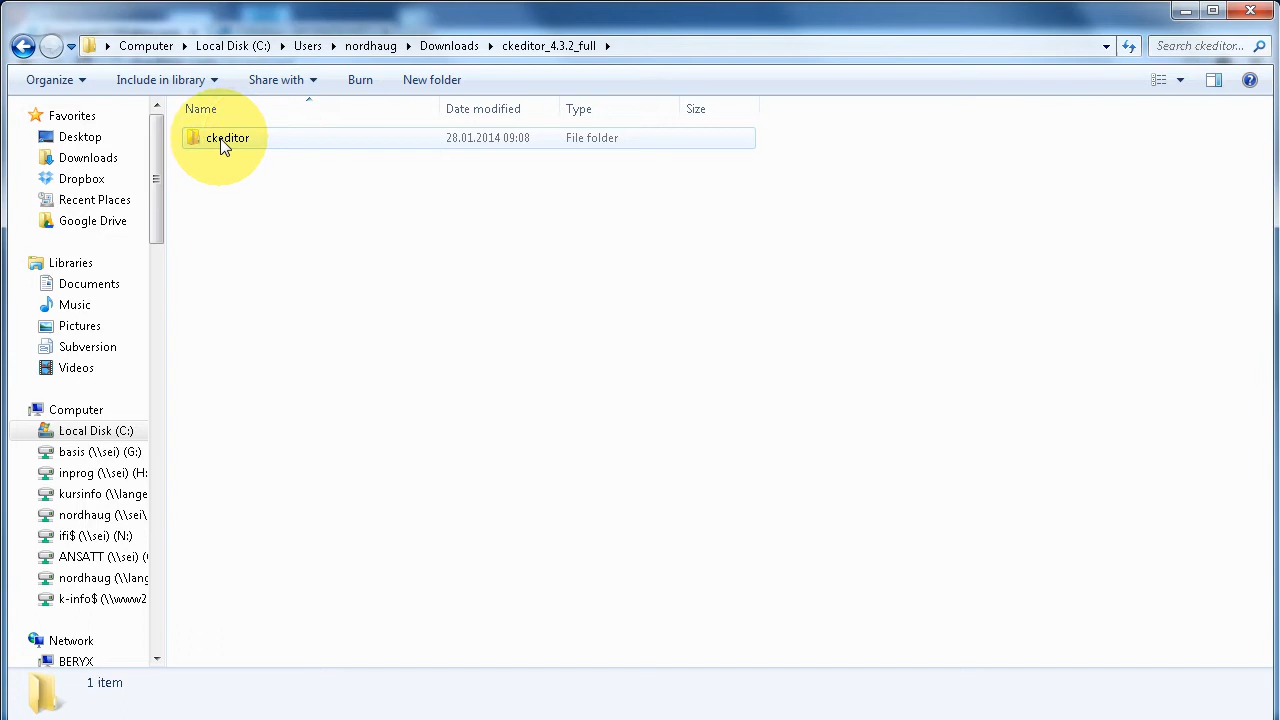 Computer Local Disk (C:) Users nordhaug Downloads ckeditor_4.3.2_full
Search ckeditor...
Organize Include in library Share with Burn New folder
Name Date modified Type Size
ckeditor 28.01.2014 09:08 File folder
Favorites
Desktop
Downloads
Dropbox
Recent Places
Google Drive
Libraries
Documents
Music
Pictures
Subversion
Videos
Computer
Local Disk (C:)
basis (\\sei) (G:)
inprog (\\sei) (H:
kursinfo (\\lange
nordhaug (\\sei\
ifi$ (\\sei) (N:)
ANSATT (\\sei) (
nordhaug (\\lang
k-info$ (\\www2
Network
BERYX
1 item